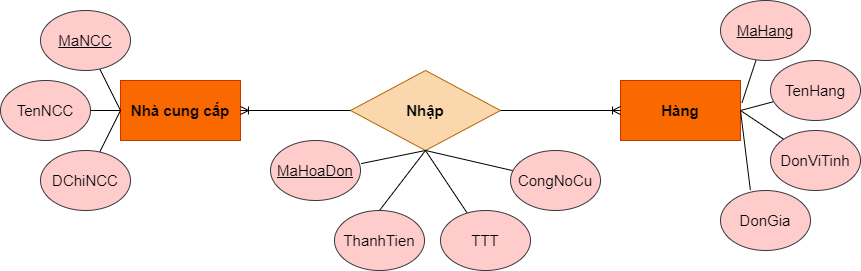 MaNCC
TenNCC
DChiNCC
Nhà cung cấp
Nhập
MaHoaDon
ThanhTien
TTT
CongNoCu
Hàng
MaHang
TenHang
DonViTinh
DonGia